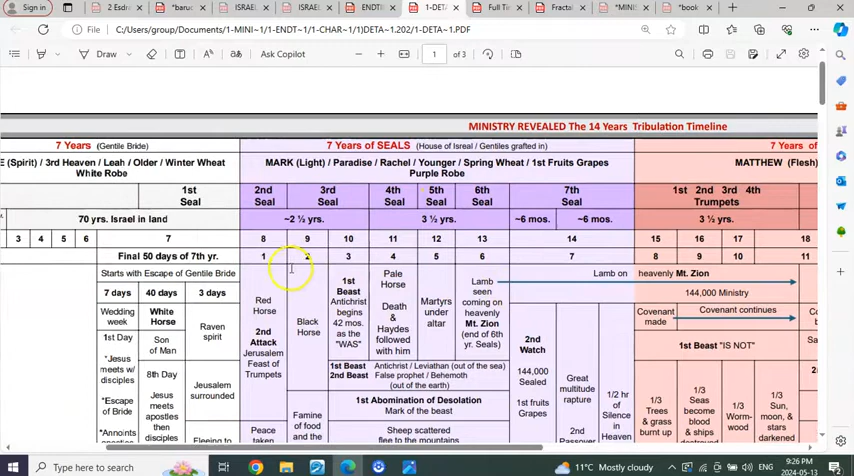 Sign in
2 Esdra
*baruc
ISRAEL
ISRAEL
ENDTIM
1-DETA
Full Tim
Fractal
*MINIS
*book
File
C:/Users/group/Documents/1-MINI~1/1-ENDT~1/1-CHAR~1/1)DETA~1.202/1-DETA~1.PDF
Draw
Ask Copilot
1 of 3
MINISTRY REVEALED The 14 Years Tribulation Timeline
7 Years (Gentile Bride)
7 Years of SEALS (House of Isreal / Gentiles grafted in)
7 Years of
E (Spirit) / 3rd Heaven / Leah / Older / Winter Wheat
White Robe
MARK (Light) / Paradise / Rachel / Younger / Spring Wheat / 1st Fruits Grapes
Purple Robe
MATTHEW (Flesh)
1st
Seal
2nd
Seal
3rd
Seal
4th
Seal
5th
Seal
6th
Seal
7th
Seal
1st 2nd 3rd 4th
Trumpets
70 yrs. Israel in land
~2 ½ yrs.
3 ½ yrs.
~6 mos.
~6 mos.
3 ½ yrs.
3 4 5 6 7 8 9 10 11 12 13 14 15 16 17 18
Final 50 days of 7th yr.
1 2 3 4 5 6 7 8 9 10 11
Starts with Escape of Gentile Bride
7 days
40 days
3 days
Wedding
week
1st Day
*Jesus
meets w/
disciples
*Escape
of Bride
*Annoints
White
Horse
Son
of Man
8th Day
Jesus
meets
apostles
then
disciples
Raven
spirit
Jerusalem
surrounded
Fleeing to
Red
Horse
2nd
Attack
Jerusalem
Feast of
Trumpets
Peace
taken
Black
Horse
Famine
of food
and the
1st
Beast
Antichrist
begins
42 mos.
as the
"WAS"
Pale
Horse
Death
&
Haydes
followed
with him
Martyrs
under
altar
Lamb
seen
coming on
heavenly
Mt. Zion
(end of 6th
yr. Seals)
1st Beast
2nd Beast
Antichrist / Leviathan (out of the sea)
False prophet / Behemoth
(out of the earth)
1st Abomination of Desolation
Mark of the beast
Sheep scattered
flee to the mountains
Lamb on heavenly Mt. Zion
144,000 Ministry
2nd
Watch
144,000
Sealed
1st fruits
Grapes
Great
multitude
rapture
2nd
Passover
1/2 hr
of
Silence
in
Heaven
Covenant
made
Covenant continues
1st Beast "IS NOT"
1/3
Trees
& grass
burnt up
1/3
Seas
become
blood
& ships
1/3
Worm-
wood
1/3
Sun,
moon, &
stars
darkened
11°C Mostly cloudy
Type here to search
9:26 PM
2024-05-13